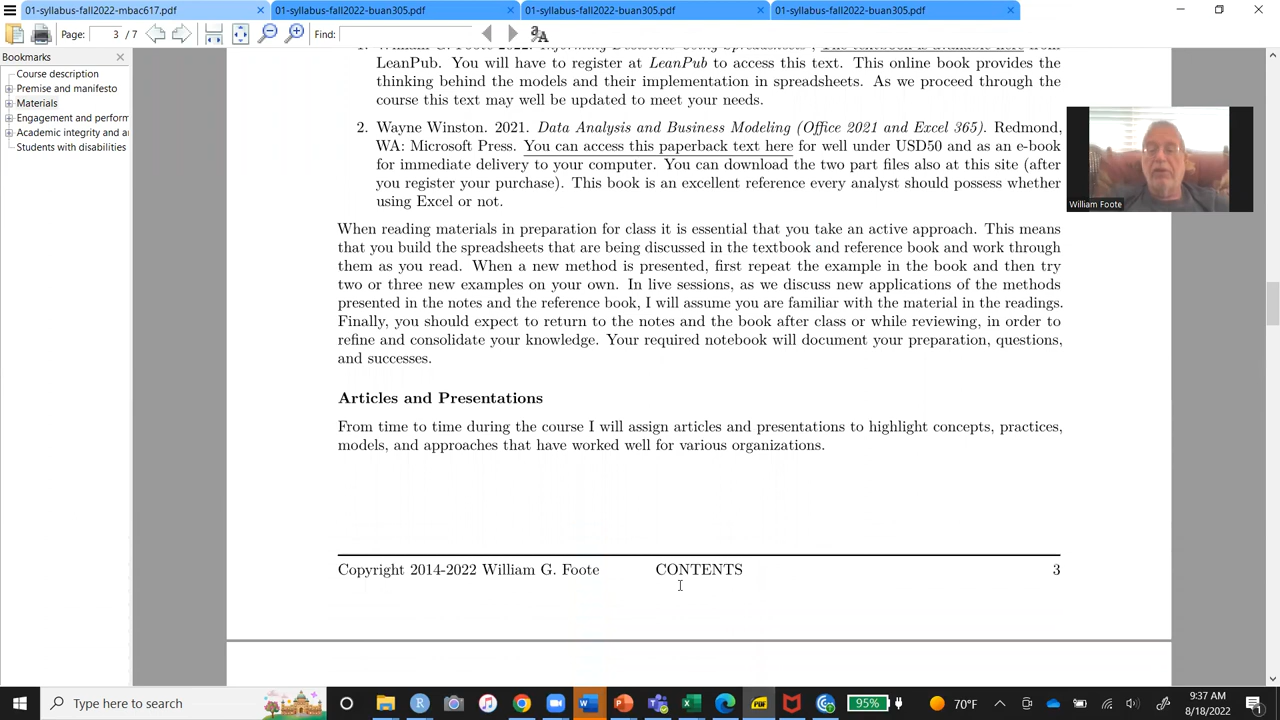 01-syllabus-fall2022-mbac617.pdf
01-syllabus-fall2022-buan305.pdf
01-syllabus-fall2022-buan305.pdf
01-syllabus-fall2022-buan305.pdf
Page: 3 / 7
Find:
Bookmarks
Course description
Premise and manifesto
Materials
Engagement and perform
Academic integrity and a
Students with disabilities
1. William G. Foote 2022. Informing Decisions Using Spreadsheets , The textbook is available here from
LeanPub. You will have to register at LeanPub to access this text. This online book provides the
thinking behind the models and their implementation in spreadsheets. As we proceed through the
course this text may well be updated to meet your needs.
2. Wayne Winston. 2021. Data Analysis and Business Modeling (Office 2221 and Excel 365). Redmond,
WA: Microsoft Press. You can access this paperback text here for well under USD50 and as an e-book
for immediate delivery to your computer. You can download the two part files also at this site (after
you register your purchase). This book is an excellent reference every analyst should possess whether
using Excel or not.
When reading materials in preparation for class it is essential that you take an active approach. This means
that you build the spreadsheets that are being discussed in the textbook and reference book and work through
them as you read. When a new method is presented, first repeat the example in the book and then try
two or three new examples on your own. In live sessions, as we discuss new applications of the methods
presented in the notes and the reference book, I will assume you are familiar with the material in the readings.
Finally, you should expect to return to the notes and the book after class or while reviewing, in order to
refine and consolidate your knowledge. Your required notebook will document your preparation, questions,
and successes.
Articles and Presentations
From time to time during the course I will assign articles and presentations to highlight concepts, practices,
models, and approaches that have worked well for various organizations.
Copyright 2014-2022 William G. Foote CONTENTS 3
William Foote
Type here to search
95%
70°F
9:37 AM
8/18/2022
1